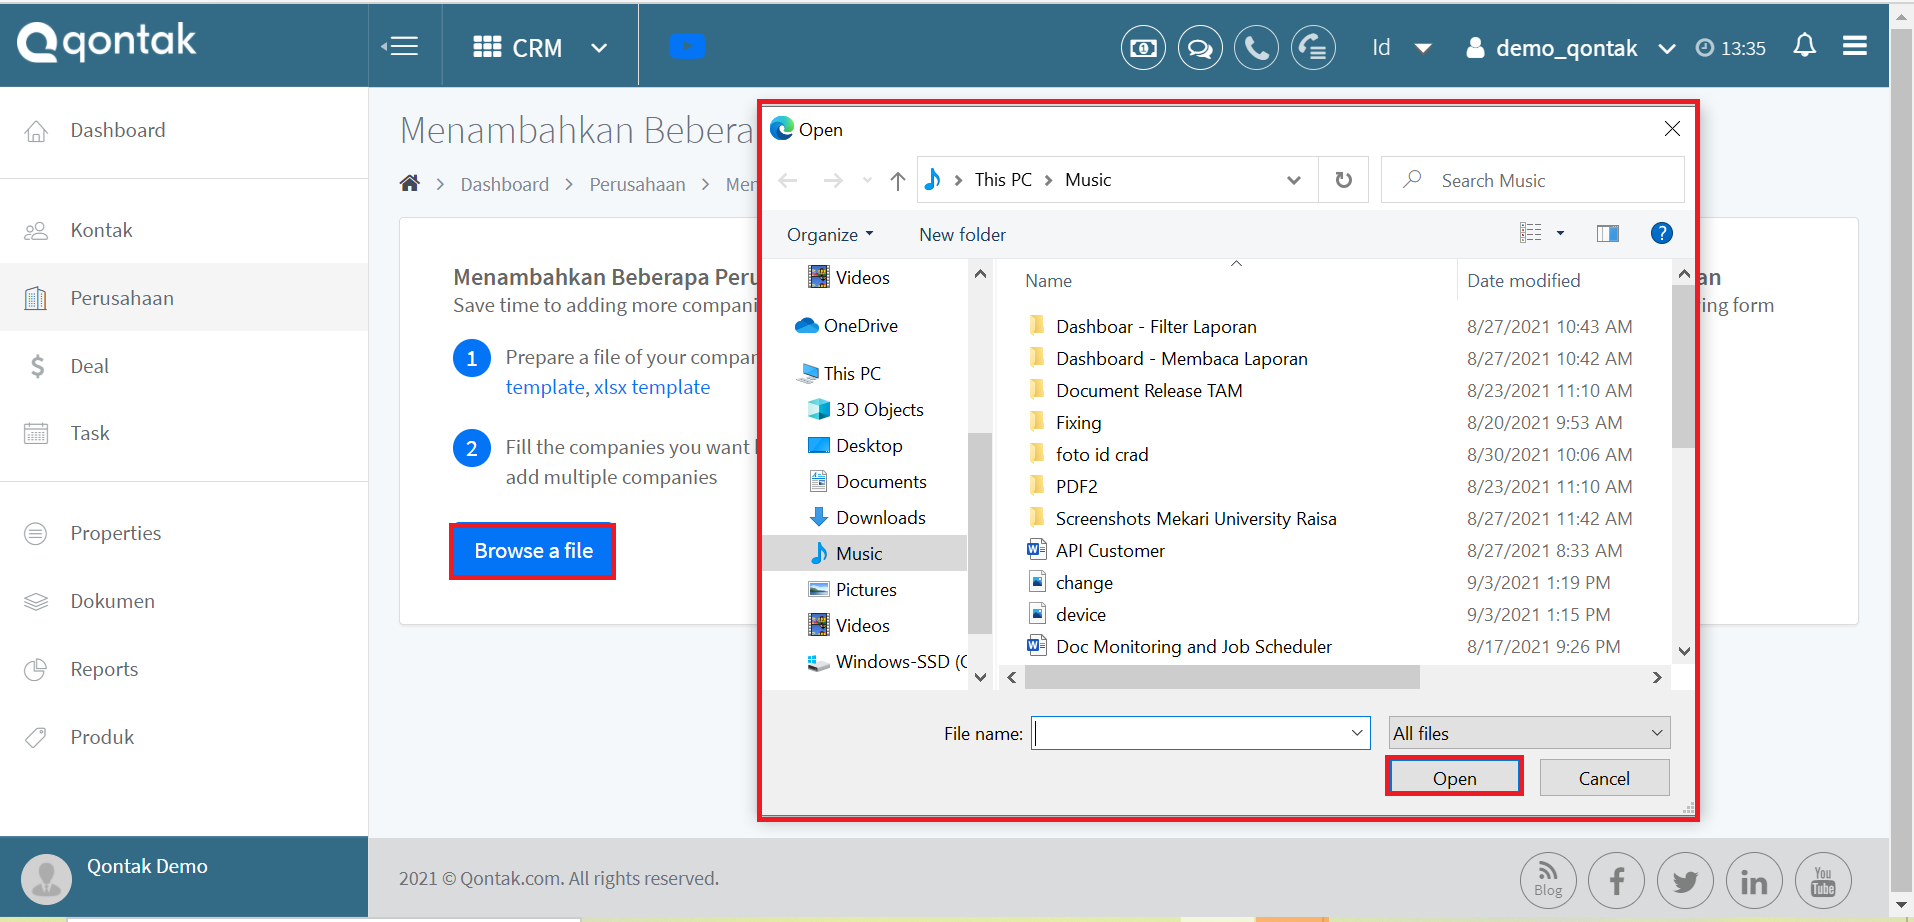 qontak
CRM
Id
demo_qontak
13:35
Dashboard
Kontak
Perusahaan
Deal
Task
Properties
Dokumen
Reports
Produk
Qontak Demo
Menambahkan Bebera
Dashboard
Perusahaan
Men
Menambahkan Beberapa Peru
Save time to adding more compani
1
Prepare a file of your compan
template, xlsx template
2
Fill the companies you want
add multiple companies
Browse a file
an
ing form
Open
This PC
Music
Search Music
Organize
New folder
?
Videos
OneDrive
This PC
3D Objects
Desktop
Documents
Downloads
Music
Pictures
Videos
Windows-SSD (C
Name
Date modified
Dashboar - Filter Laporan
8/27/2021 10:43 AM
Dashboard - Membaca Laporan
8/27/2021 10:42 AM
Document Release TAM
8/23/2021 11:10 AM
Fixing
8/20/2021 9:53 AM
foto id crad
8/30/2021 10:06 AM
PDF2
8/23/2021 11:10 AM
Screenshots Mekari University Raisa
8/27/2021 11:42 AM
API Customer
8/27/2021 8:33 AM
change
9/3/2021 1:19 PM
device
9/3/2021 1:15 PM
Doc Monitoring and Job Scheduler
8/17/2021 9:26 PM
File name:
All files
Open
Cancel
2021 © Qontak.com. All rights reserved.
Blog
You
Tube